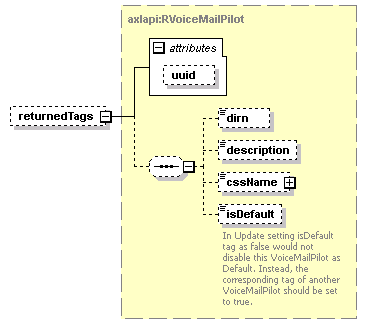 axlapi:RVoiceMailPilot
attributes
uuid
returnedTags
dirn
description
cssName
isDefault
In Update setting isDefault
tag as false would not
disable this VoiceMailPilot as
Default. Instead, the
corresponding tag of another
VoiceMailPilot should be set
to true.